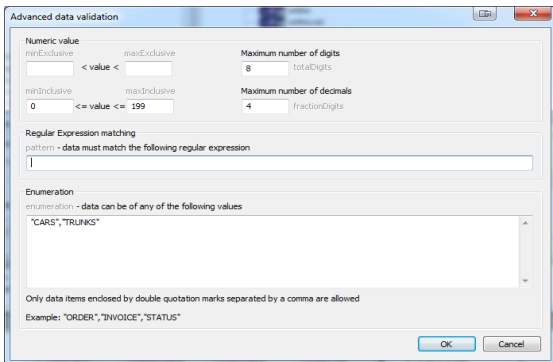 Advanced data validation
Numeric value
minExclusive maxExclusive Maximum number of digits
< value < 8 totalDigits
minInclusive maxInclusive Maximum number of decimals
0 <= value <= 199 4 fractionDigits
Regular Expression matching
pattern - data must match the following regular expression
Enumeration
enumeration - data can be of any of the following values
"CARS","TRUNKS"
Only data items enclosed by double quotation marks separated by a comma are allowed
Example: "ORDER","INVOICE","STATUS"
OK Cancel